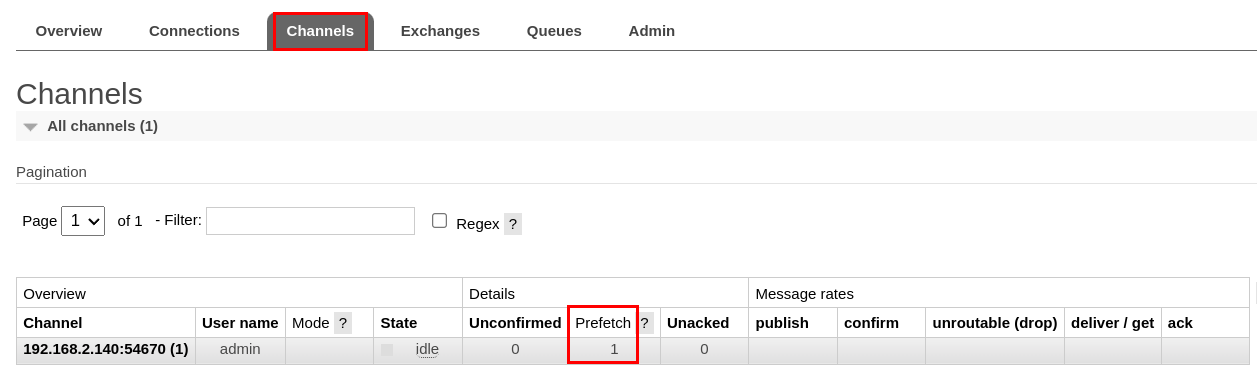 Overview Connections Channels Exchanges Queues Admin
Channels
All channels (1)
Pagination
Page 1 of 1 - Filter: Regex ?
Overview Details Message rates
Channel User name Mode ? State Unconfirmed Prefetch ? Unacked publish confirm unroutable (drop) deliver / get ack
192.168.2.140:54670 (1) admin idle 0 1 0